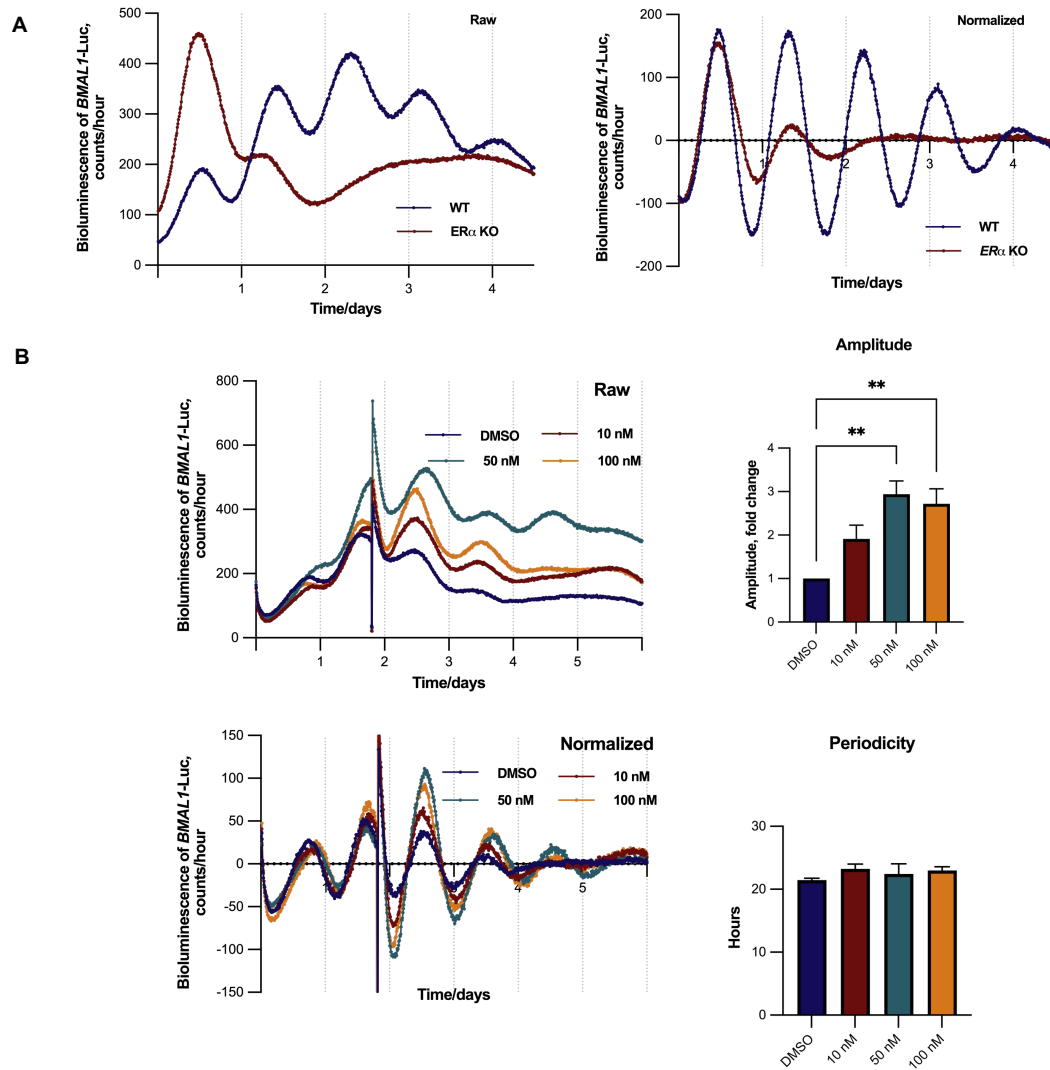 A
Raw
Bioluminescence of BMAL1-Luc,
counts/hour
500
400
300
200
100
0
1
2
3
4
Time/days
WT
ERα KO
Normalized
Bioluminescence of BMAL1-Luc,
counts/hour
200
100
0
-100
-200
1
2
3
4
Time/days
WT
ERα KO
B
Raw
Bioluminescence of BMAL1-Luc,
counts/hour
800
600
400
200
0
1
2
3
4
5
Time/days
DMSO
10 nM
50 nM
100 nM
Amplitude
Amplitude, fold change
**
**
4
3
2
1
0
DMSO
10 nM
50 nM
100 nM
Normalized
Bioluminescence of BMAL1-Luc,
counts/hour
150
100
50
0
-50
-100
-150
4
5
Time/days
DMSO
10 nM
50 nM
100 nM
Periodicity
Hours
30
20
10
0
DMSO
10 nM
50 nM
100 nM